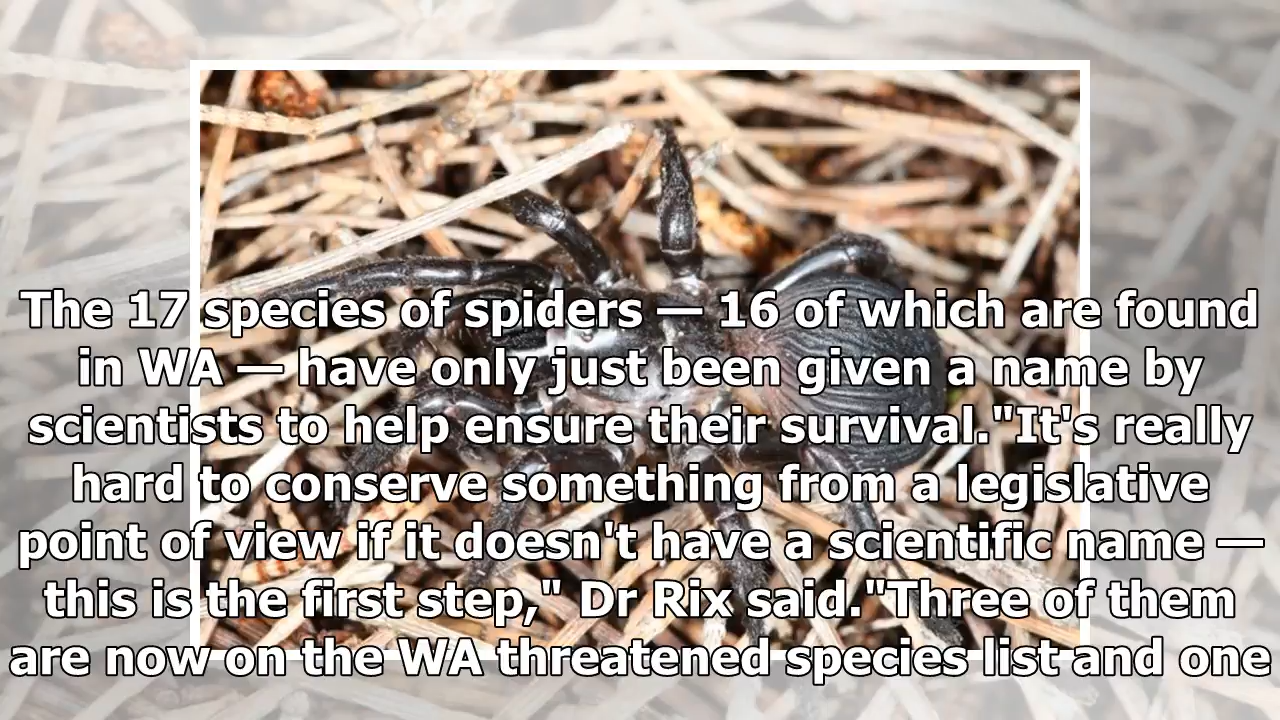 The 17 species of spiders — 16 of which are found
in WA — have only just been given a name by
scientists to help ensure their survival."It's really
hard to conserve something from a legislative
point of view if it doesn't have a scientific name —
this is the first step," Dr Rix said."Three of them
are now on the WA threatened species list and one